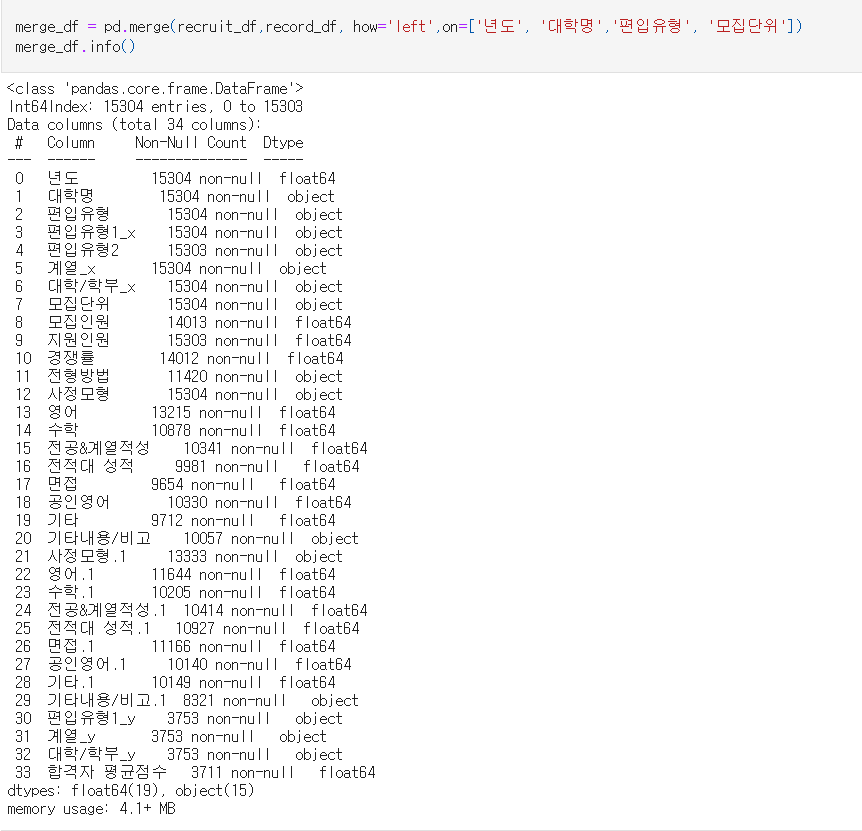 merge_df = pd.merge(recruit_df,record_df, how='left',on=['년도', '대학명','편입유형', '모집단위'])
merge_df.info()
<class 'pandas.core.frame.DataFrame'>
Int64Index: 15304 entries, 0 to 15303
Data columns (total 34 columns):
 #   Column     Non-Null Count  Dtype
---  ------     --------------  -----
 0   년도         15304 non-null  float64
 1   대학명        15304 non-null  object
 2   편입유형       15304 non-null  object
 3   편입유형1_x    15304 non-null  object
 4   편입유형2      15303 non-null  object
 5   계열_x       15304 non-null  object
 6   대학/학부_x    15304 non-null  object
 7   모집단위       15304 non-null  object
 8   모집인원       14013 non-null  float64
 9   지원인원       15303 non-null  float64
 10  경쟁률        14012 non-null  float64
 11  전형방법       11420 non-null  object
 12  사정모형       15304 non-null  object
 13  영어         13215 non-null  float64
 14  수학         10878 non-null  float64
 15  전공&계열적성    10341 non-null  float64
 16  전적대 성적     9981 non-null   float64
 17  면접         9654 non-null   float64
 18  공인영어       10330 non-null  float64
 19  기타         9712 non-null   float64
 20  기타내용/비고    10057 non-null  object
 21  사정모형.1     13333 non-null  object
 22  영어.1       11644 non-null  float64
 23  수학.1       10205 non-null  float64
 24  전공&계열적성.1  10414 non-null  float64
 25  전적대 성적.1   10927 non-null  float64
 26  면접.1       11166 non-null  float64
 27  공인영어.1     10140 non-null  float64
 28  기타.1       10149 non-null  float64
 29  기타내용/비고.1  8321 non-null   object
 30  편입유형1_y    3753 non-null   object
 31  계열_y       3753 non-null   object
 32  대학/학부_y    3753 non-null   object
 33  합격자 평균점수   3711 non-null   float64
dtypes: float64(19), object(15)
memory usage: 4.1+ MB